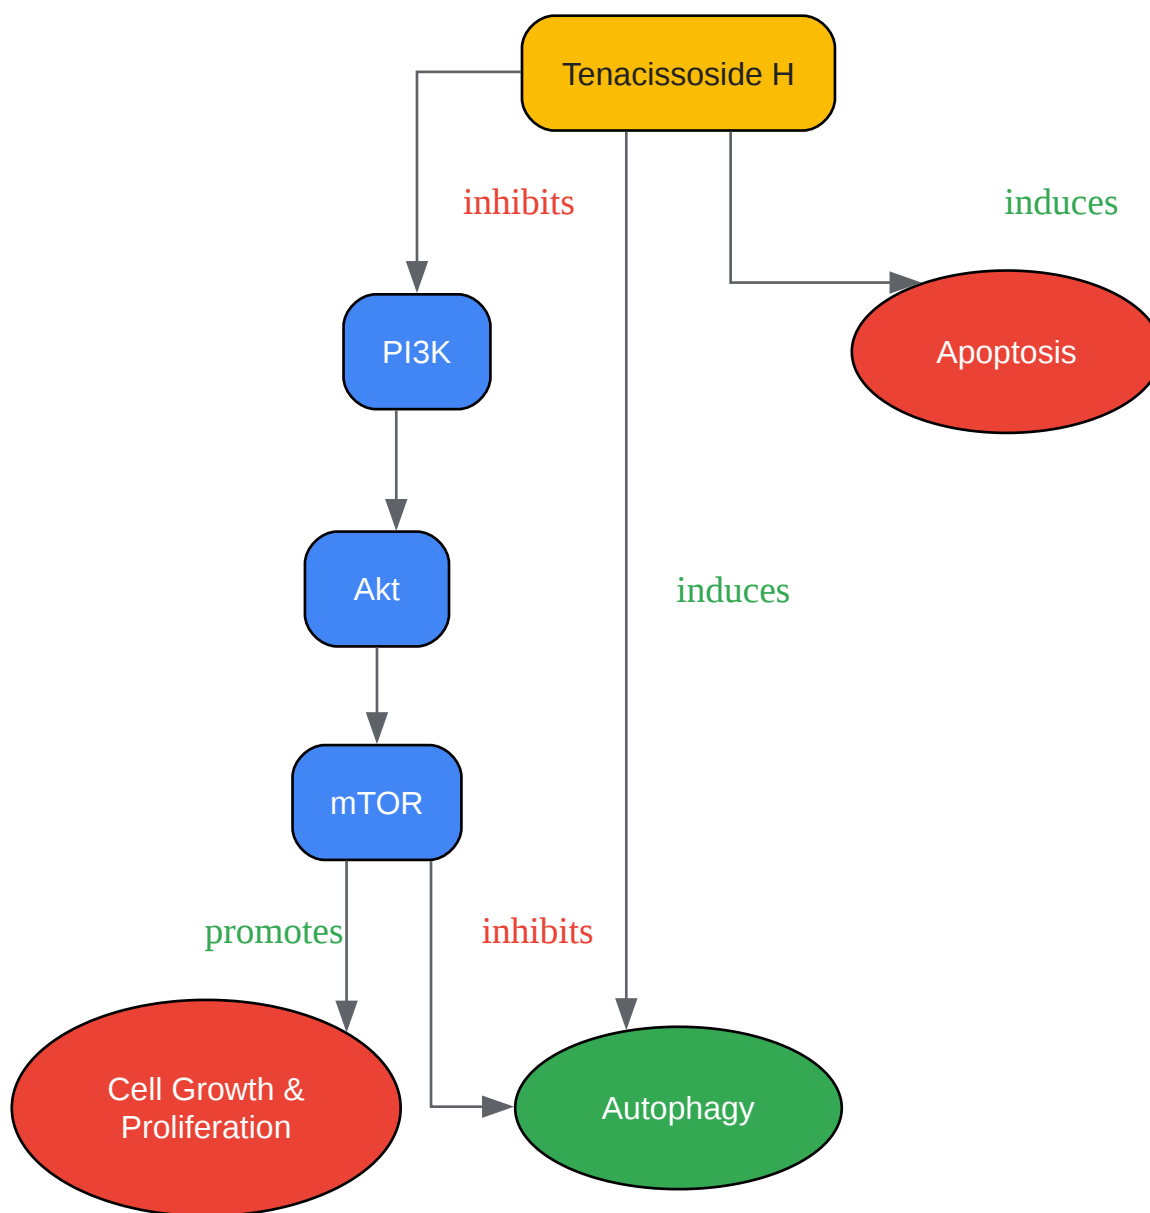 Tenacissoside H
inhibits
induces
PI3K
Apoptosis
Akt
induces
mTOR
promotes
inhibits
Cell Growth &
Proliferation
Autophagy